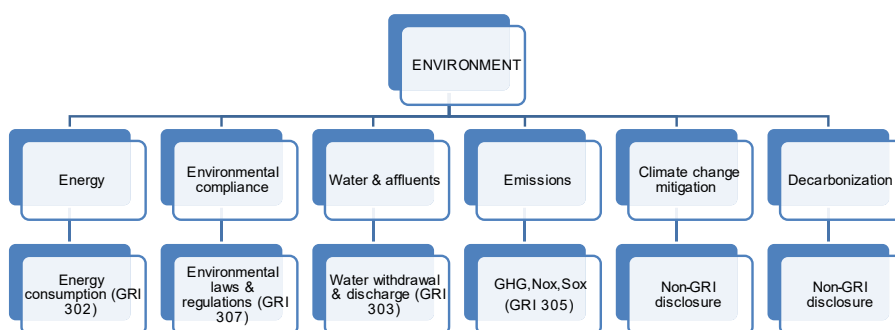 ENVIRONMENT
Energy
Environmental
compliance
Water & affluents
Emissions
Climate change
mitigation
Decarbonization
Energy
consumption (GRI
302)
Environmental
laws &
regulations (GRI
307)
Water withdrawal
& discharge (GRI
303)
GHG,Nox,Sox
(GRI 305)
Non-GRI
disclosure
Non-GRI
disclosure